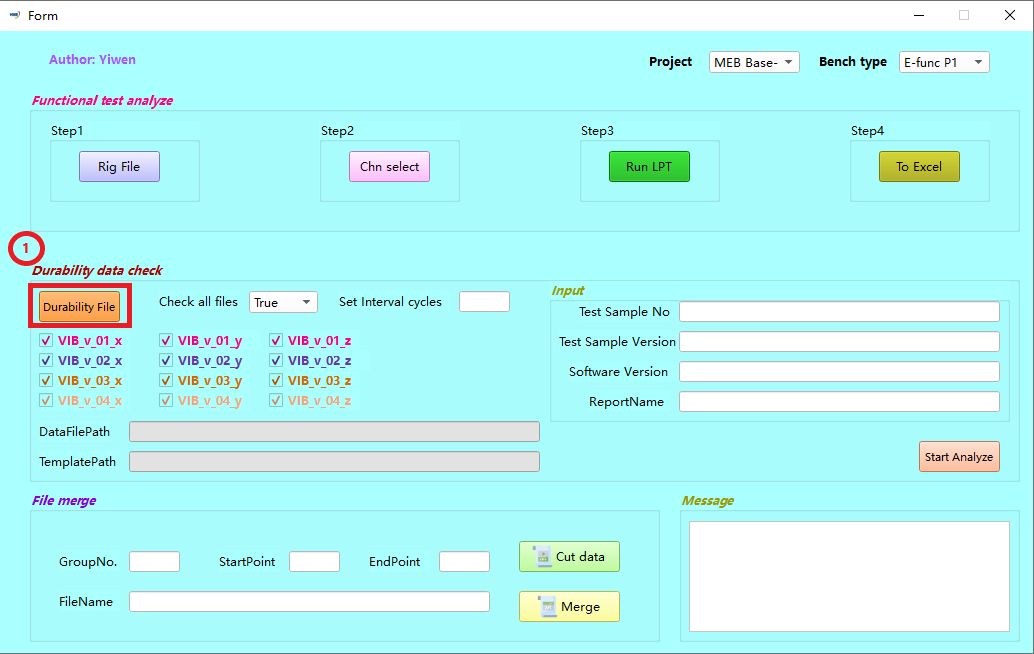 Form
Author: Yiwen
Project MEB Base- Bench type E-func P1
Functional test analyze
Step1 Step2 Step3 Step4
Rig File Chn select Run LPT To Excel
1
Durability data check
Durability File Check all files True Set Interval cycles
VIB_v_01_x VIB_v_01_y VIB_v_01_z
VIB_v_02_x VIB_v_02_y VIB_v_02_z
VIB_v_03_x VIB_v_03_y VIB_v_03_z
VIB_v_04_x VIB_v_04_y VIB_v_04_z
DataFilePath
TemplatePath
Input
Test Sample No
Test Sample Version
Software Version
ReportName
Start Analyze
File merge
GroupNo. StartPoint EndPoint Cut data
FileName Merge
Message